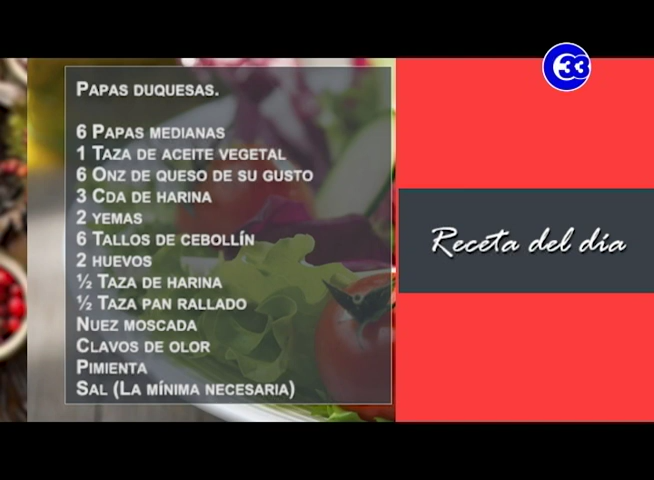 PAPAS DUQUESAS.
6 PAPAS MEDIANAS
1 TAZA DE ACEITE VEGETAL
6 ONZ DE QUESO DE SU GUSTO
3 CDA DE HARINA
2 YEMAS
6 TALLOS DE CEBOLLÍN
2 HUEVOS
½ TAZA DE HARINA
½ TAZA PAN RALLADO
NUEZ MOSCADA
CLAVOS DE OLOR
PIMIENTA
SAL (LA MÍNIMA NECESARIA)
33
Receta del día